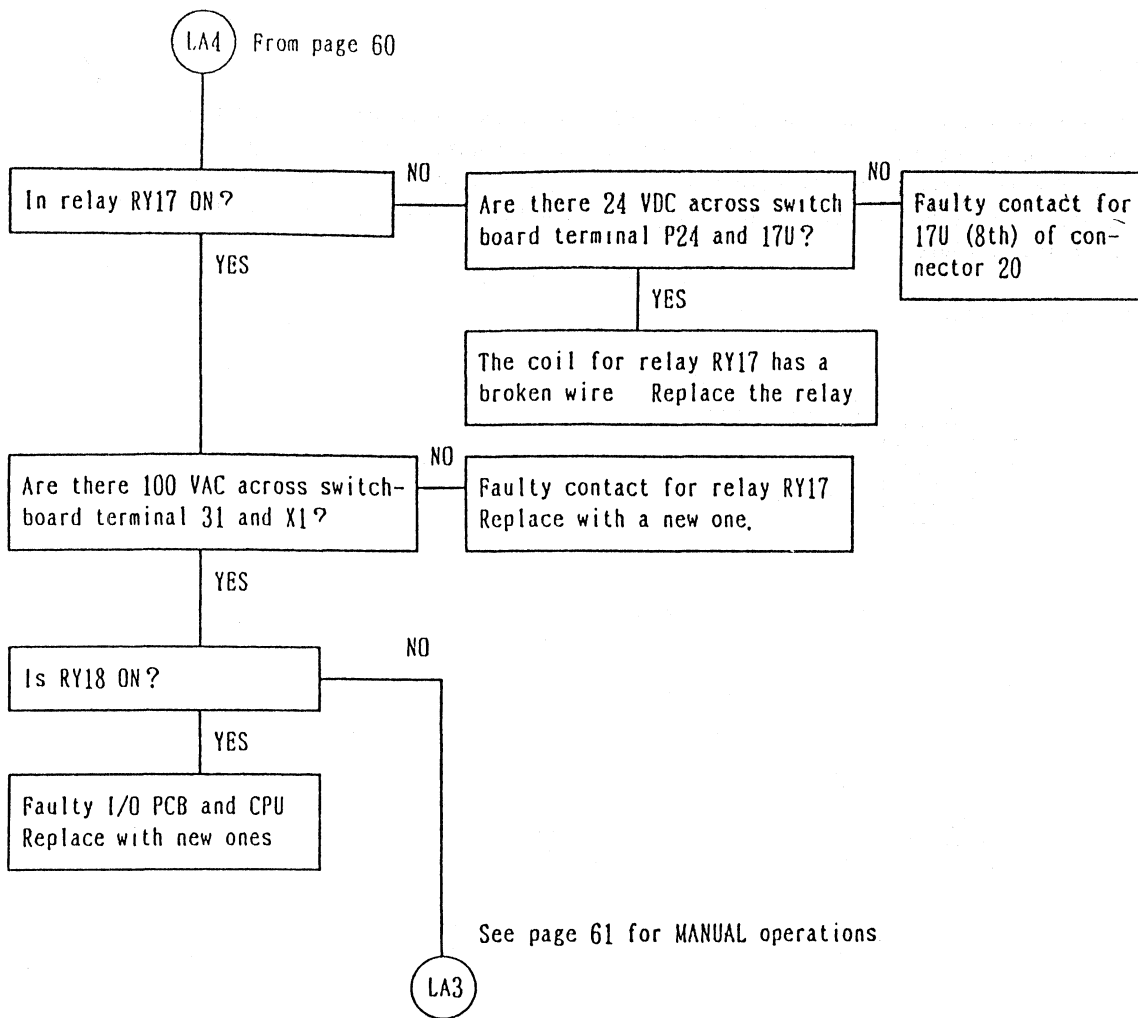 LA4 From page 60
In relay RY17 ON?
NO
Are there 24 VDC across switch
board terminal P24 and 17U?
NO
Faulty contact for
17U (8th) of con-
nector 20
YES
YES
The coil for relay RY17 has a
broken wire Replace the relay
Are there 100 VAC across switch-
board terminal 31 and X1?
NO
Faulty contact for relay RY17
Replace with a new one.
YES
Is RY18 ON?
NO
YES
Faulty I/O PCB and CPU
Replace with new ones
See page 61 for MANUAL operations
LA3